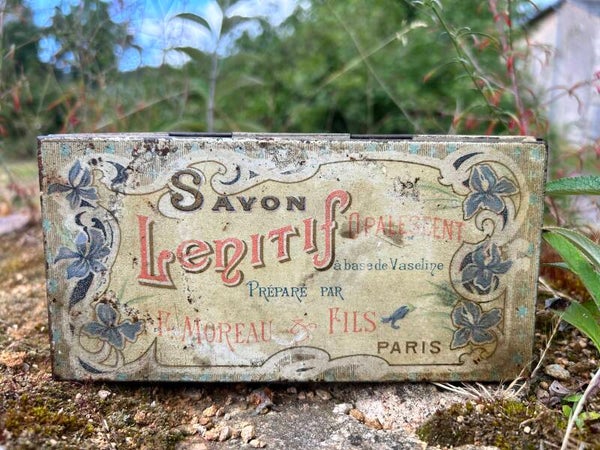 SAVON
Lenitif OPALESCENT
à base de Vaseline
PRÉPARÉ PAR
F. MOREAU & FILS
PARIS